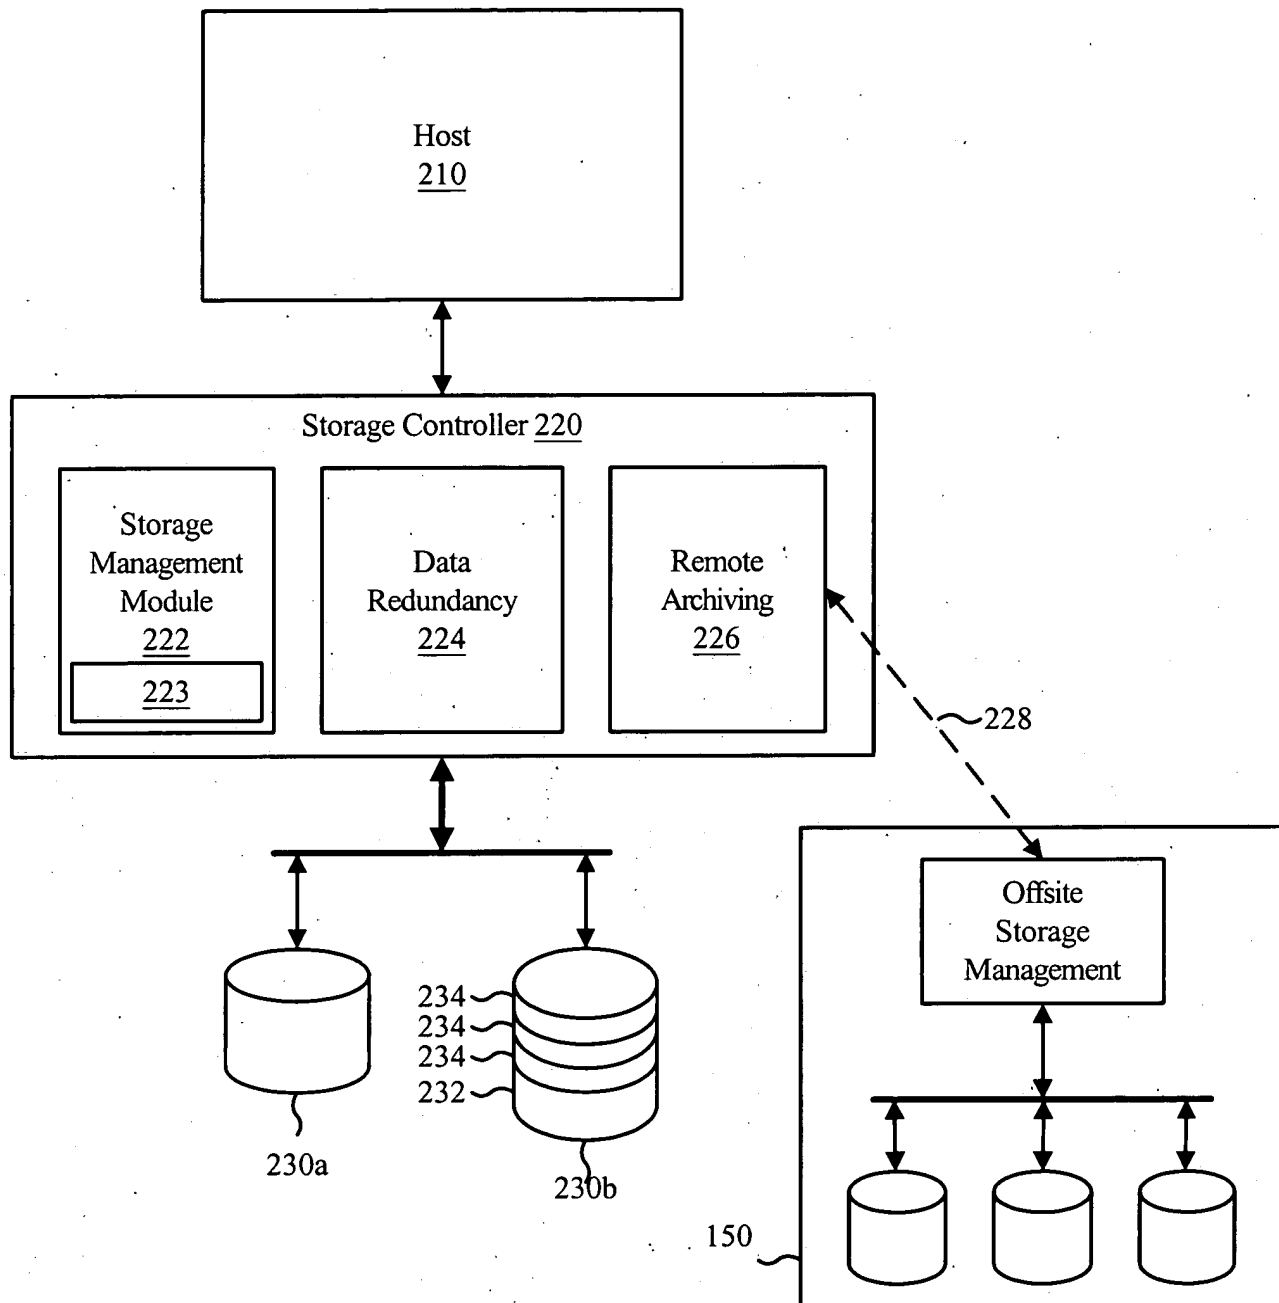 Host
210
Storage Controller 220
Storage
Management
Module
222
223
Data
Redundancy
224
Remote
Archiving
226
228
Offsite
Storage
Management
234
234
234
232
230a
230b
150